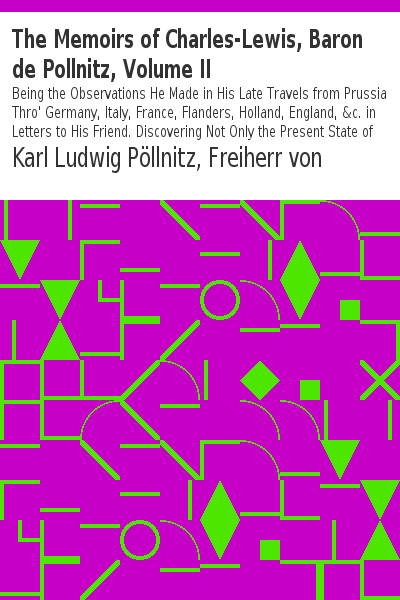 The Memoirs of Charles-Lewis, Baron
de Pollnitz, Volume II
Being the Observations He Made in His Late Travels from Prussia
Thro' Germany, Italy, France, Flanders, Holland, England, &c. in
Letters to His Friend. Discovering Not Only the Present State of
Karl Ludwig Pöllnitz, Freiherr von